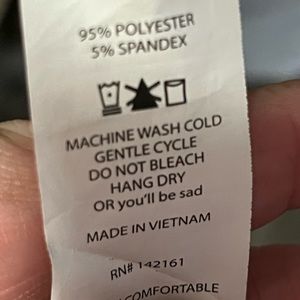 95% POLYESTER
5% SPANDEX
MACHINE WASH COLD
GENTLE CYCLE
DO NOT BLEACH
HANG DRY
OR you'll be sad
MADE IN VIETNAM
RN# 142161
COMFORTABLE